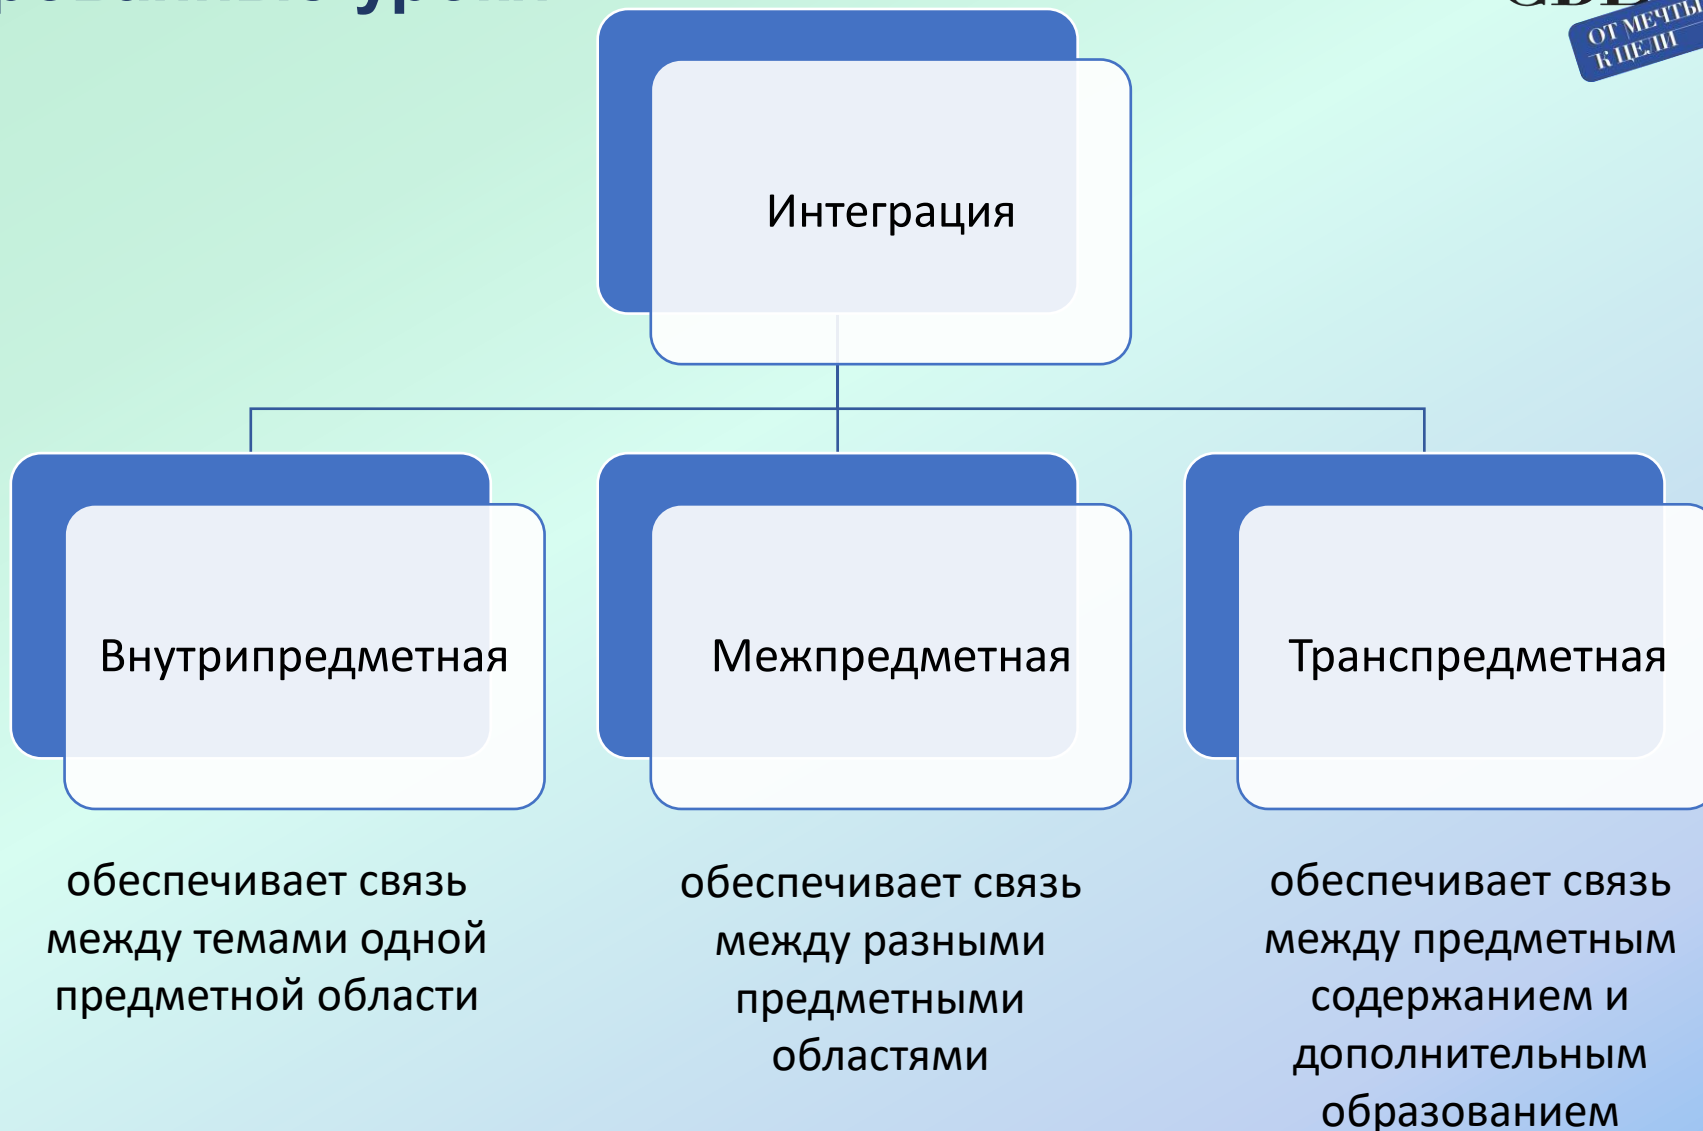 уроки
ОТ МЕЧТЫ
К ЦЕЛИ
Интеграция
Внутрипредметная
Межпредметная
Транспредметная
обеспечивает связь
между темами одной
предметной области
обеспечивает связь
между разными
предметными
областями
обеспечивает связь
между предметным
содержанием и
дополнительным
образованием